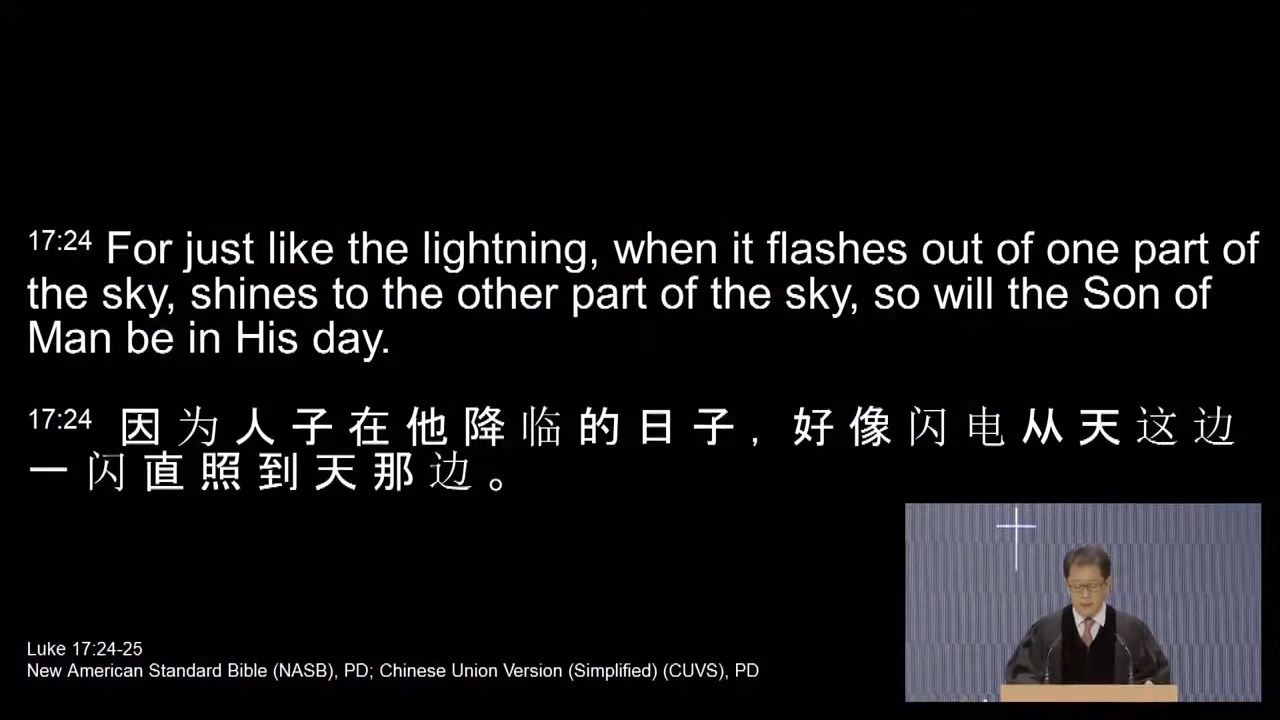 17:24 For just like the lightning, when it flashes out of one part of
the sky, shines to the other part of the sky, so will the Son of
Man be in His day.
17:24 因为人子在他降临的日子，好像闪电从天这边
一闪直照到天那边。
Luke 17:24-25
New American Standard Bible (NASB), PD; Chinese Union Version (Simplified) (CUVS), PD